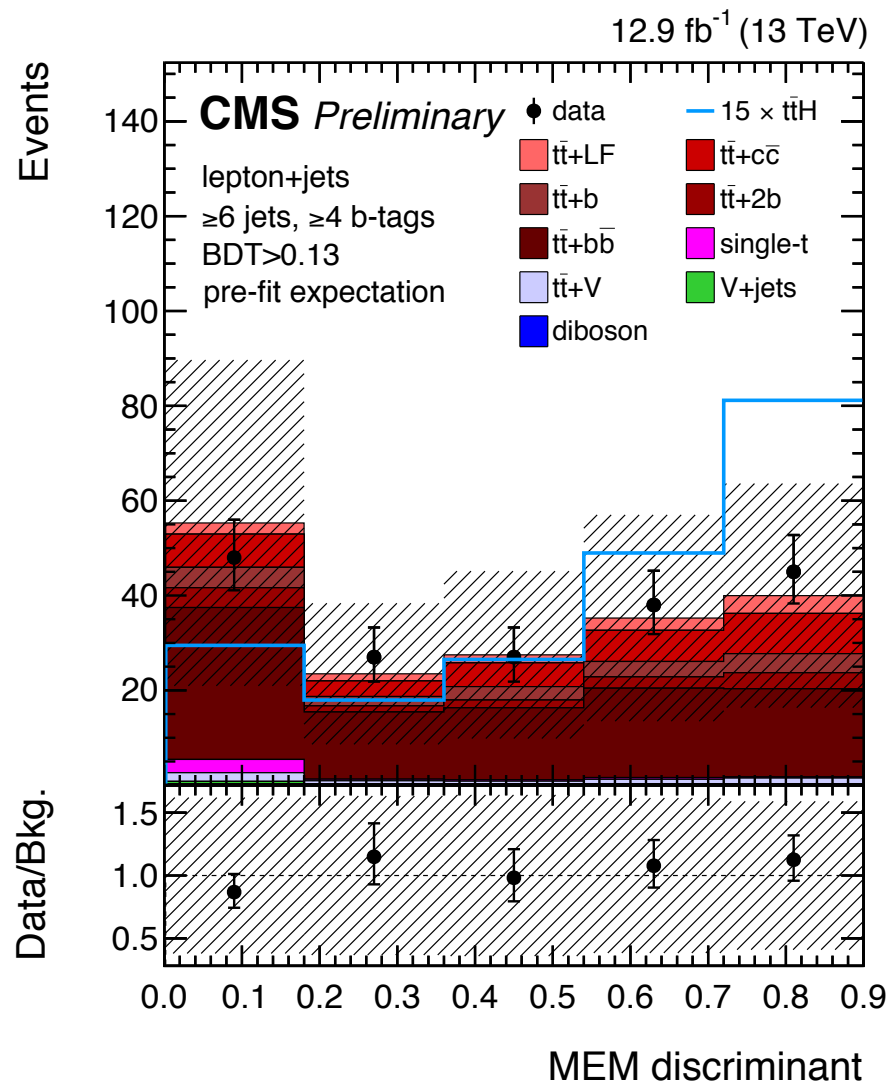 12.9 fb⁻¹ (13 TeV)
Events
CMS Preliminary
lepton+jets
≥6 jets, ≥4 b-tags
BDT>0.13
pre-fit expectation
data
15 × tt̄H
tt̄+LF
tt̄+cc̄
tt̄+b
tt̄+2b
tt̄+bb̄
single-t
tt̄+V
V+jets
diboson
140
120
100
80
60
40
20
Data/Bkg.
1.5
1.0
0.5
0.0 0.1 0.2 0.3 0.4 0.5 0.6 0.7 0.8 0.9
MEM discriminant